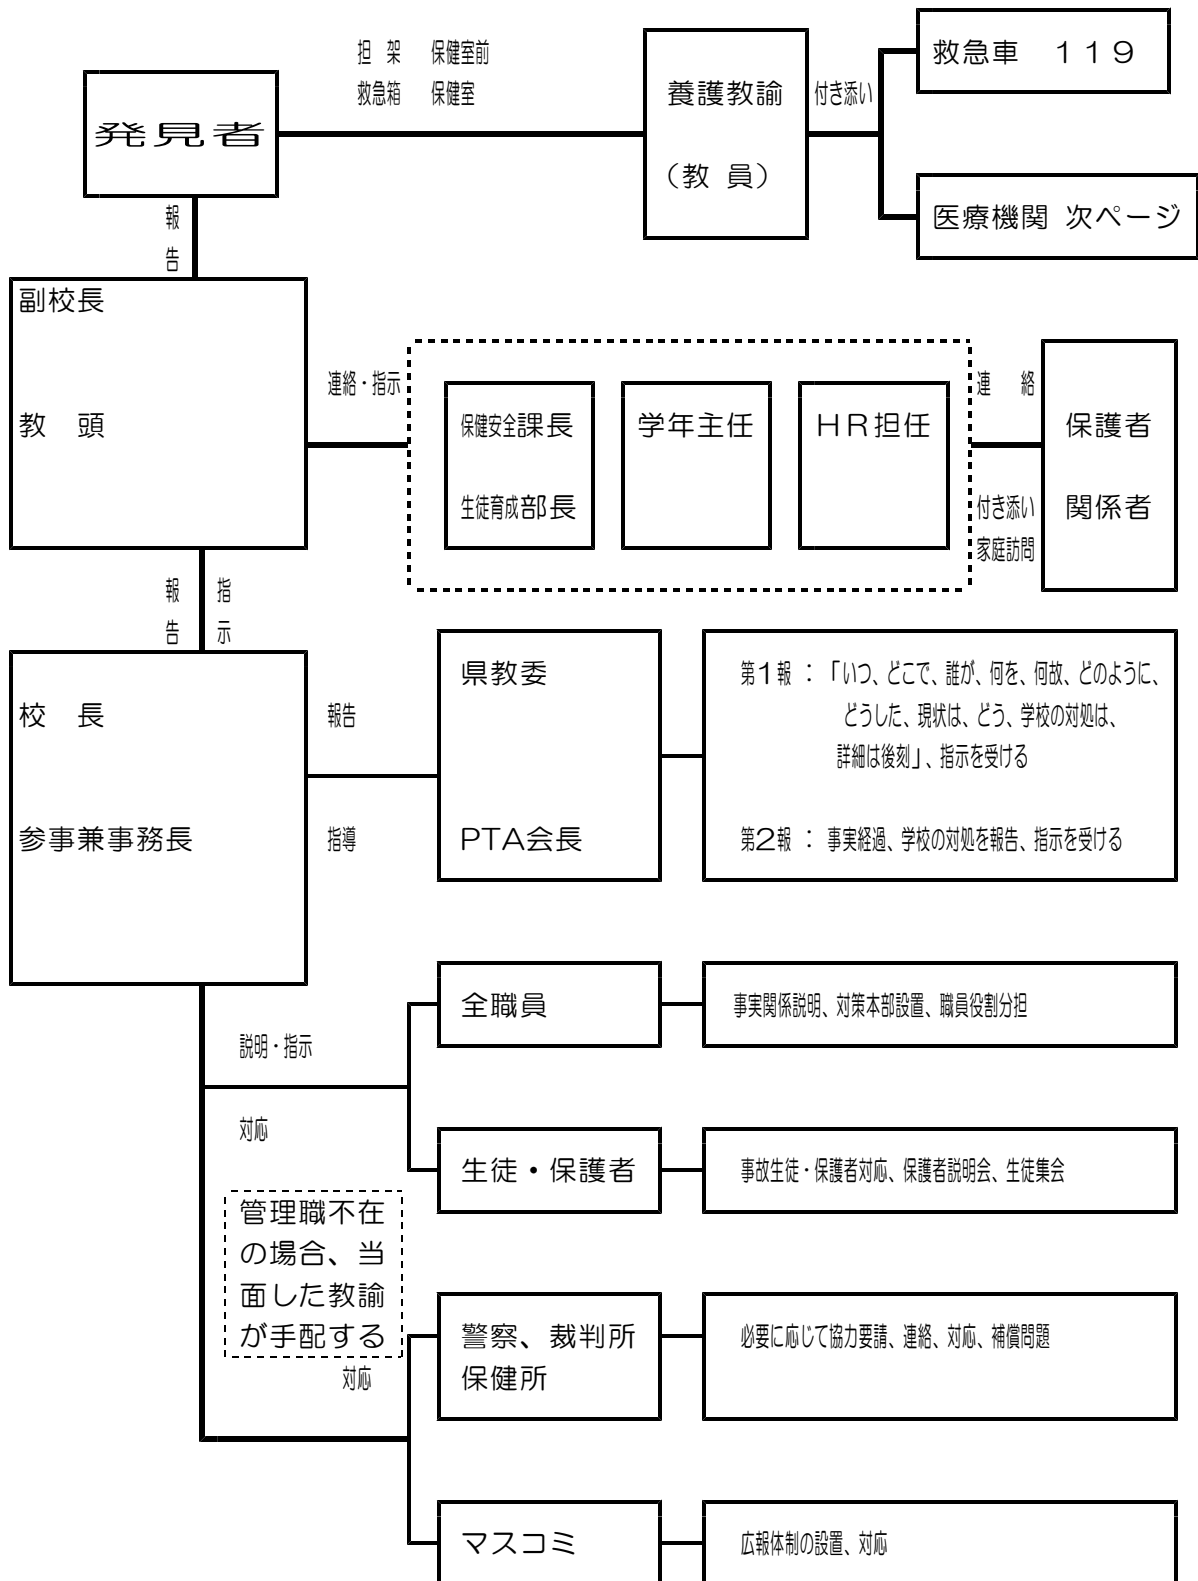 担 架 保健室前
救急箱 保健室
発見者
養護教諭
（教 員）
付き添い
救急車 １１９
医療機関 次ページ
報
告
副校長
教 頭
連絡・指示
保健安全課長
生徒育成部長
学年主任
ＨＲ担任
連 絡
付き添い
家庭訪問
保護者
関係者
報 指
告 示
校 長
参事兼事務長
報告
指導
県教委
PTA会長
第1報 ： 「いつ、どこで、誰が、何を、何故、どのように、
どうした、現状は、どう、学校の対処は、
詳細は後刻」、指示を受ける
第2報 ： 事実経過、学校の対処を報告、指示を受ける
説明・指示
対応
全職員
事実関係説明、対策本部設置、職員役割分担
生徒・保護者
事故生徒・保護者対応、保護者説明会、生徒集会
管理職不在
の場合、当
面した教諭
が手配する
対応
警察、裁判所
保健所
必要に応じて協力要請、連絡、対応、補償問題
マスコミ
広報体制の設置、対応